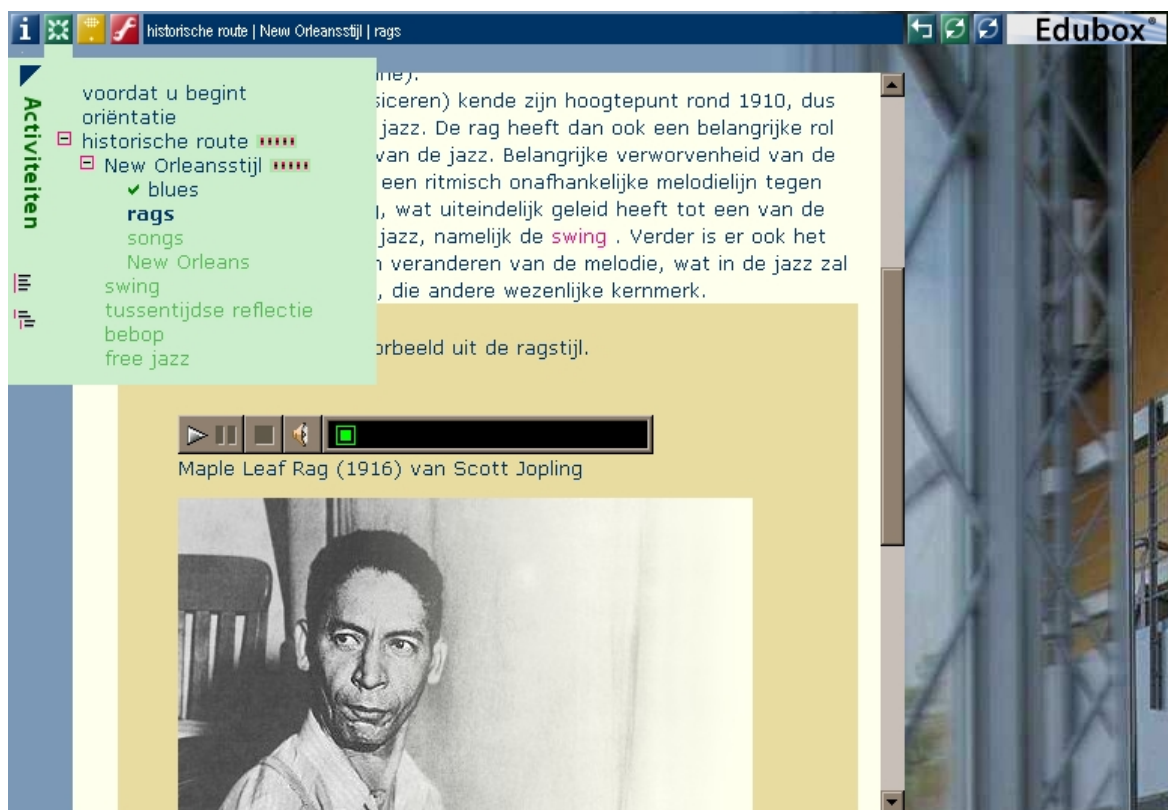 historische route | New Orleansstijl | rags
Edubox®
Activiteiten
voordat u begint
oriëntatie
historische route
New Orleansstijl
blues
rags
songs
New Orleans
swing
tussentijdse reflectie
bebop
free jazz
siceren) kende zijn hoogtepunt rond 1910, dus
jazz. De rag heeft dan ook een belangrijke rol
van de jazz. Belangrijke verworvenheid van de
een ritmisch onafhankelijke melodielijn tegen
, wat uiteindelijk geleid heeft tot een van de
jazz, namelijk de swing . Verder is er ook het
veranderen van de melodie, wat in de jazz zal
, die andere wezenlijke kernmerk.
orbeeld uit de ragstijl.
Maple Leaf Rag (1916) van Scott Jopling